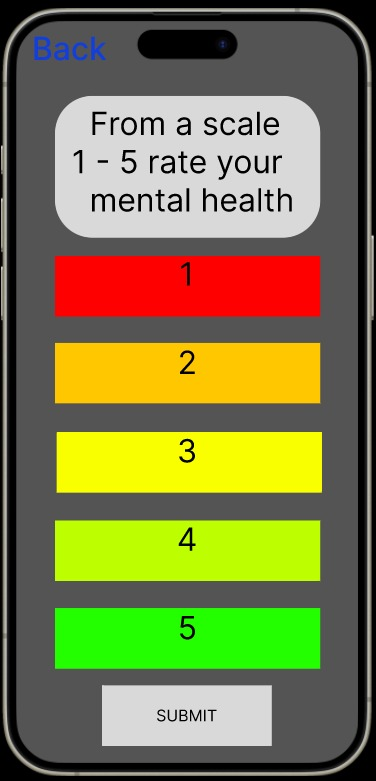 Back
From a scale
1 - 5 rate your
mental health
1
2
3
4
5
SUBMIT